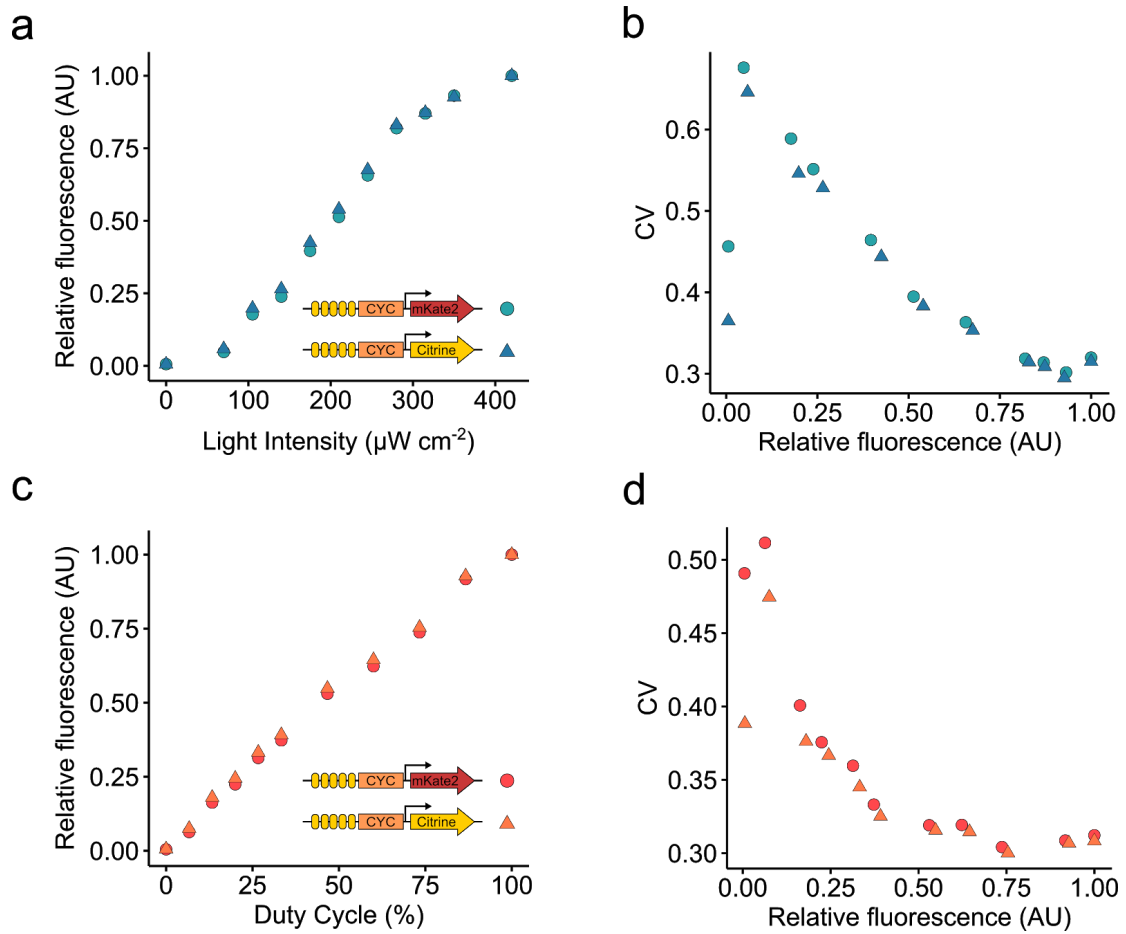 a
Relative fluorescence (AU)
1.00
0.75
0.50
0.25
0.00
CYC
mKate2
CYC
Citrine
0
100
200
300
400
Light Intensity (µW cm⁻²)
b
CV
0.6
0.5
0.4
0.3
0.00
0.25
0.50
0.75
1.00
Relative fluorescence (AU)
c
Relative fluorescence (AU)
1.00
0.75
0.50
0.25
0.00
CYC
mKate2
CYC
Citrine
0
25
50
75
100
Duty Cycle (%)
d
CV
0.50
0.45
0.40
0.35
0.30
0.00
0.25
0.50
0.75
1.00
Relative fluorescence (AU)